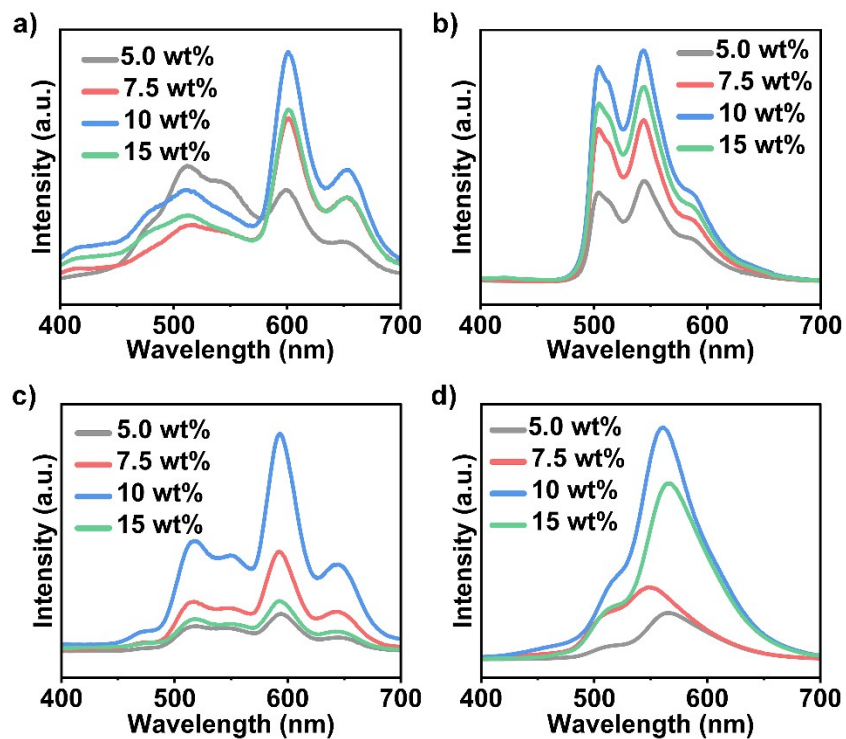 a)
5.0 wt%
7.5 wt%
10 wt%
15 wt%
Intensity (a.u.)
400 500 600 700
Wavelength (nm)
b)
5.0 wt%
7.5 wt%
10 wt%
15 wt%
Intensity (a.u.)
400 500 600 700
Wavelength (nm)
c)
5.0 wt%
7.5 wt%
10 wt%
15 wt%
Intensity (a.u.)
400 500 600 700
Wavelength (nm)
d)
5.0 wt%
7.5 wt%
10 wt%
15 wt%
Intensity (a.u.)
400 500 600 700
Wavelength (nm)